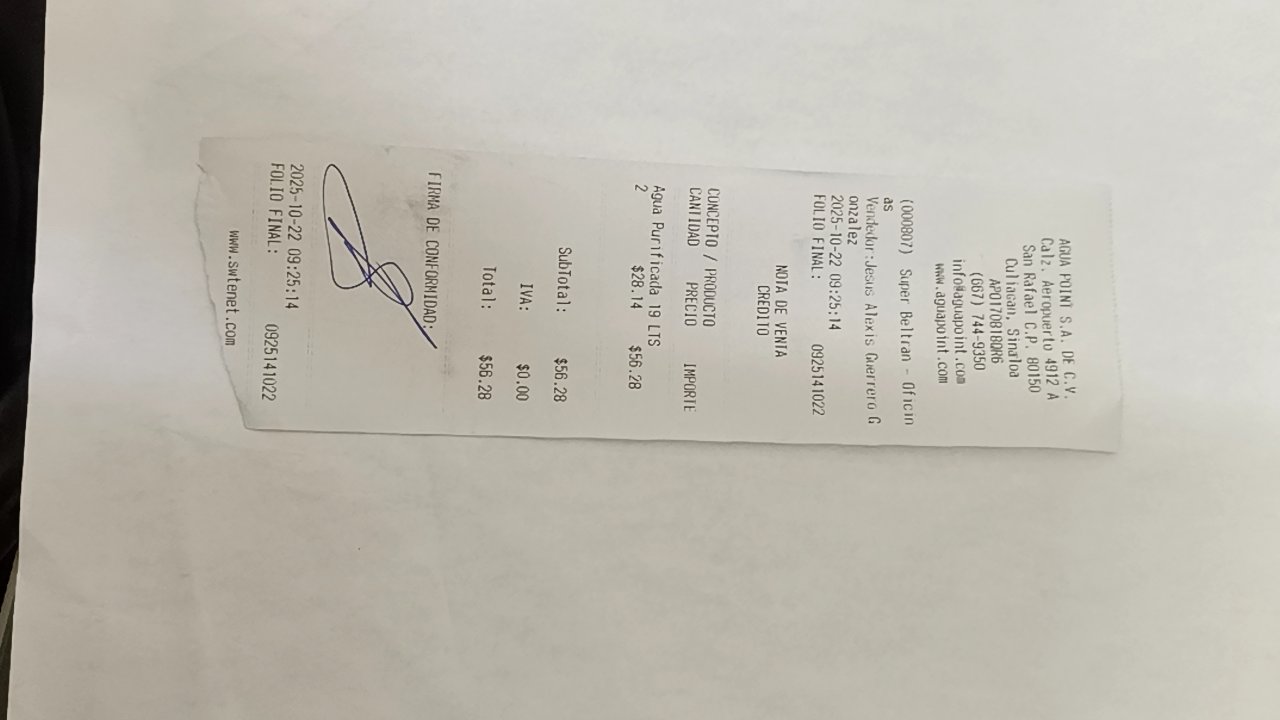 AGUA POINT S.A. DE C.V.
Calz. Aeropuerto 4912 A
San Rafael C.P. 80150
Culiacan, Sinaloa
APO170818QR6
(667) 744-9350
info@aguapoint.com
www.aguapoint.com
(000807) Super Beltran - Oficin
as
Vendedor:Jesus Alexis Guerrero G
onzalez
2025-10-22 09:25:14
FOLIO FINAL: 0925141022
NOTA DE VENTA
CREDITO
CONCEPTO / PRODUCTO
CANTIDAD PRECIO IMPORTE
Agua Purificada 19 LTS
2 $28.14 $56.28
SubTotal: $56.28
IVA: $0.00
Total: $56.28
FIRMA DE CONFORMIDAD:
2025-10-22 09:25:14
FOLIO FINAL: 0925141022
www.swtenet.com